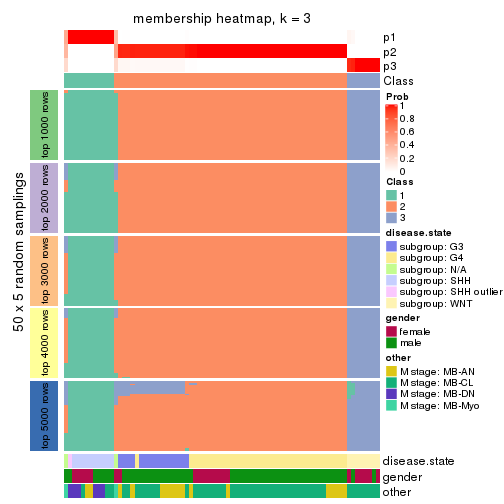 membership heatmap, k = 3
p1
p2
p3
Class
50 x 5 random samplings
top 1000 rows
top 2000 rows
top 3000 rows
top 4000 rows
top 5000 rows
Prob
1
0.8
0.6
0.4
0.2
0
Class
1
2
3
disease.state
subgroup: G3
subgroup: G4
subgroup: N/A
subgroup: SHH
subgroup: SHH outlier
subgroup: WNT
gender
female
male
other
M stage: MB-AN
M stage: MB-CL
M stage: MB-DN
M stage: MB-Myo
disease.state
gender
other